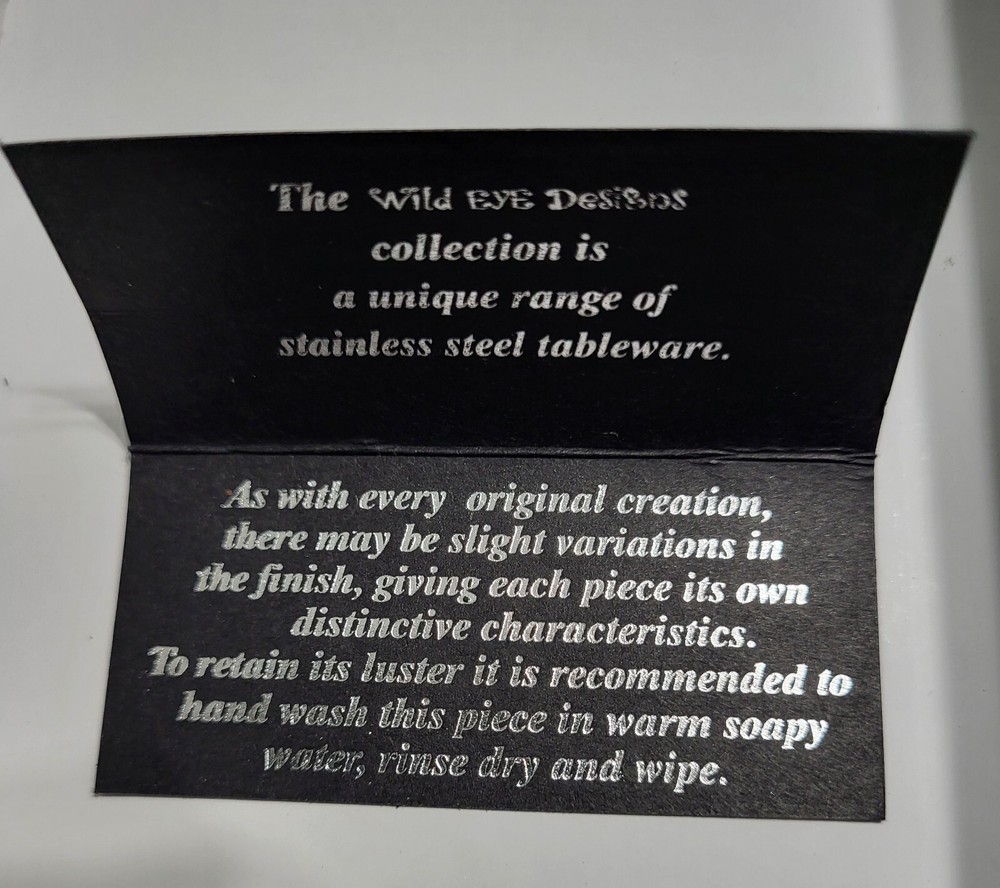 The Wild EYE Designs
collection is
a unique range of
stainless steel tableware.
As with every original creation,
there may be slight variations in
the finish, giving each piece its own
distinctive characteristics.
To retain its luster it is recommended to
hand wash this piece in warm soapy
water, rinse dry and wipe.